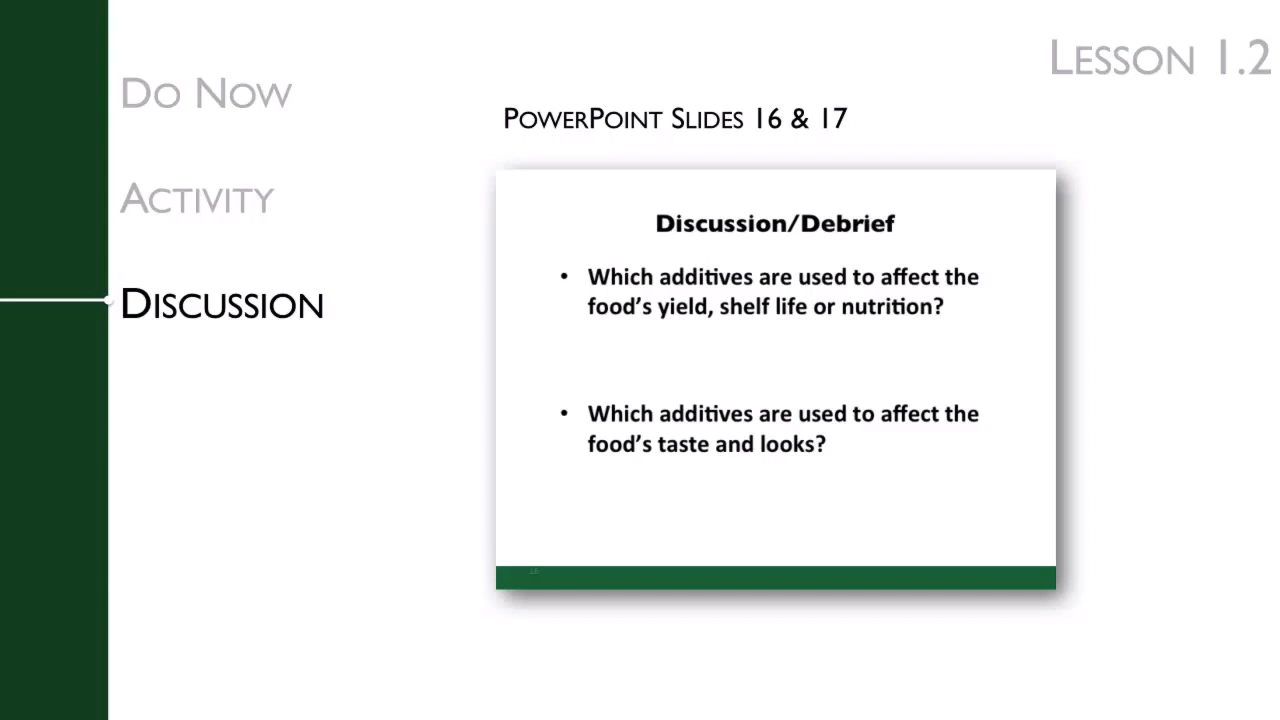 Lesson 1.2
Do Now
Activity
Discussion
PowerPoint Slides 16 & 17
Discussion/Debrief
• Which additives are used to affect the
food's yield, shelf life or nutrition?
• Which additives are used to affect the
food's taste and looks?